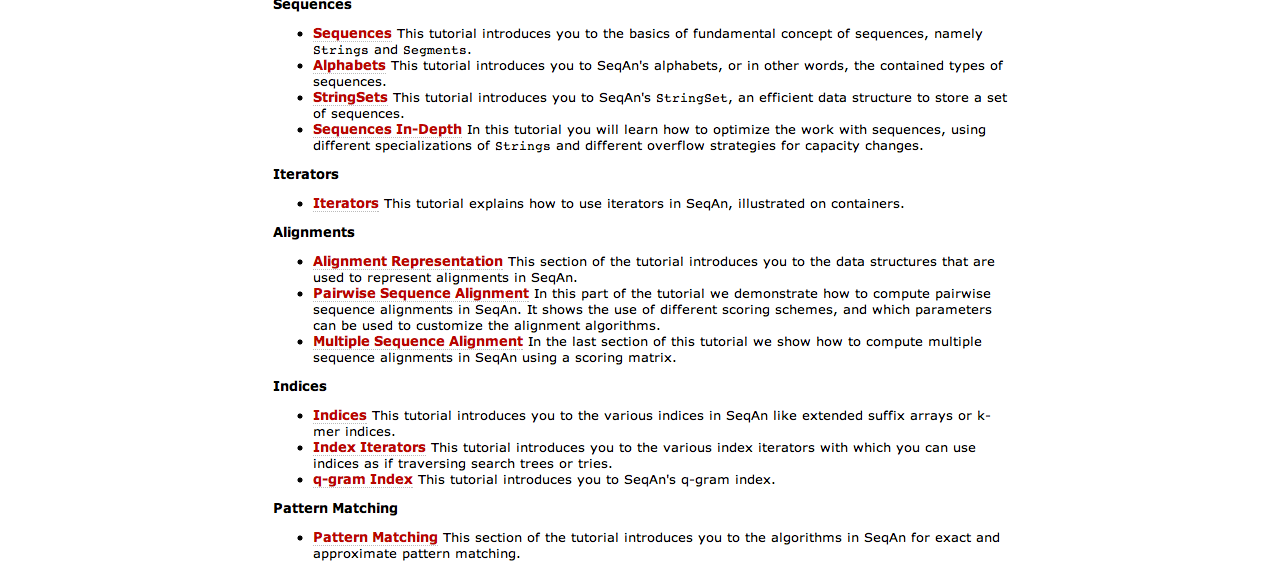 Sequences
Sequences This tutorial introduces you to the basics of fundamental concept of sequences, namely
Strings and Segments.
Alphabets This tutorial introduces you to SeqAn's alphabets, or in other words, the contained types of
sequences.
StringSets This tutorial introduces you to SeqAn's StringSet, an efficient data structure to store a set
of sequences.
Sequences In-Depth In this tutorial you will learn how to optimize the work with sequences, using
different specializations of Strings and different overflow strategies for capacity changes.
Iterators
Iterators This tutorial explains how to use iterators in SeqAn, illustrated on containers.
Alignments
Alignment Representation This section of the tutorial introduces you to the data structures that are
used to represent alignments in SeqAn.
Pairwise Sequence Alignment In this part of the tutorial we demonstrate how to compute pairwise
sequence alignments in SeqAn. It shows the use of different scoring schemes, and which parameters
can be used to customize the alignment algorithms.
Multiple Sequence Alignment In the last section of this tutorial we show how to compute multiple
sequence alignments in SeqAn using a scoring matrix.
Indices
Indices This tutorial introduces you to the various indices in SeqAn like extended suffix arrays or k-
mer indices.
Index Iterators This tutorial introduces you to the various index iterators with which you can use
indices as if traversing search trees or tries.
q-gram Index This tutorial introduces you to SeqAn's q-gram index.
Pattern Matching
Pattern Matching This section of the tutorial introduces you to the algorithms in SeqAn for exact and
approximate pattern matching.